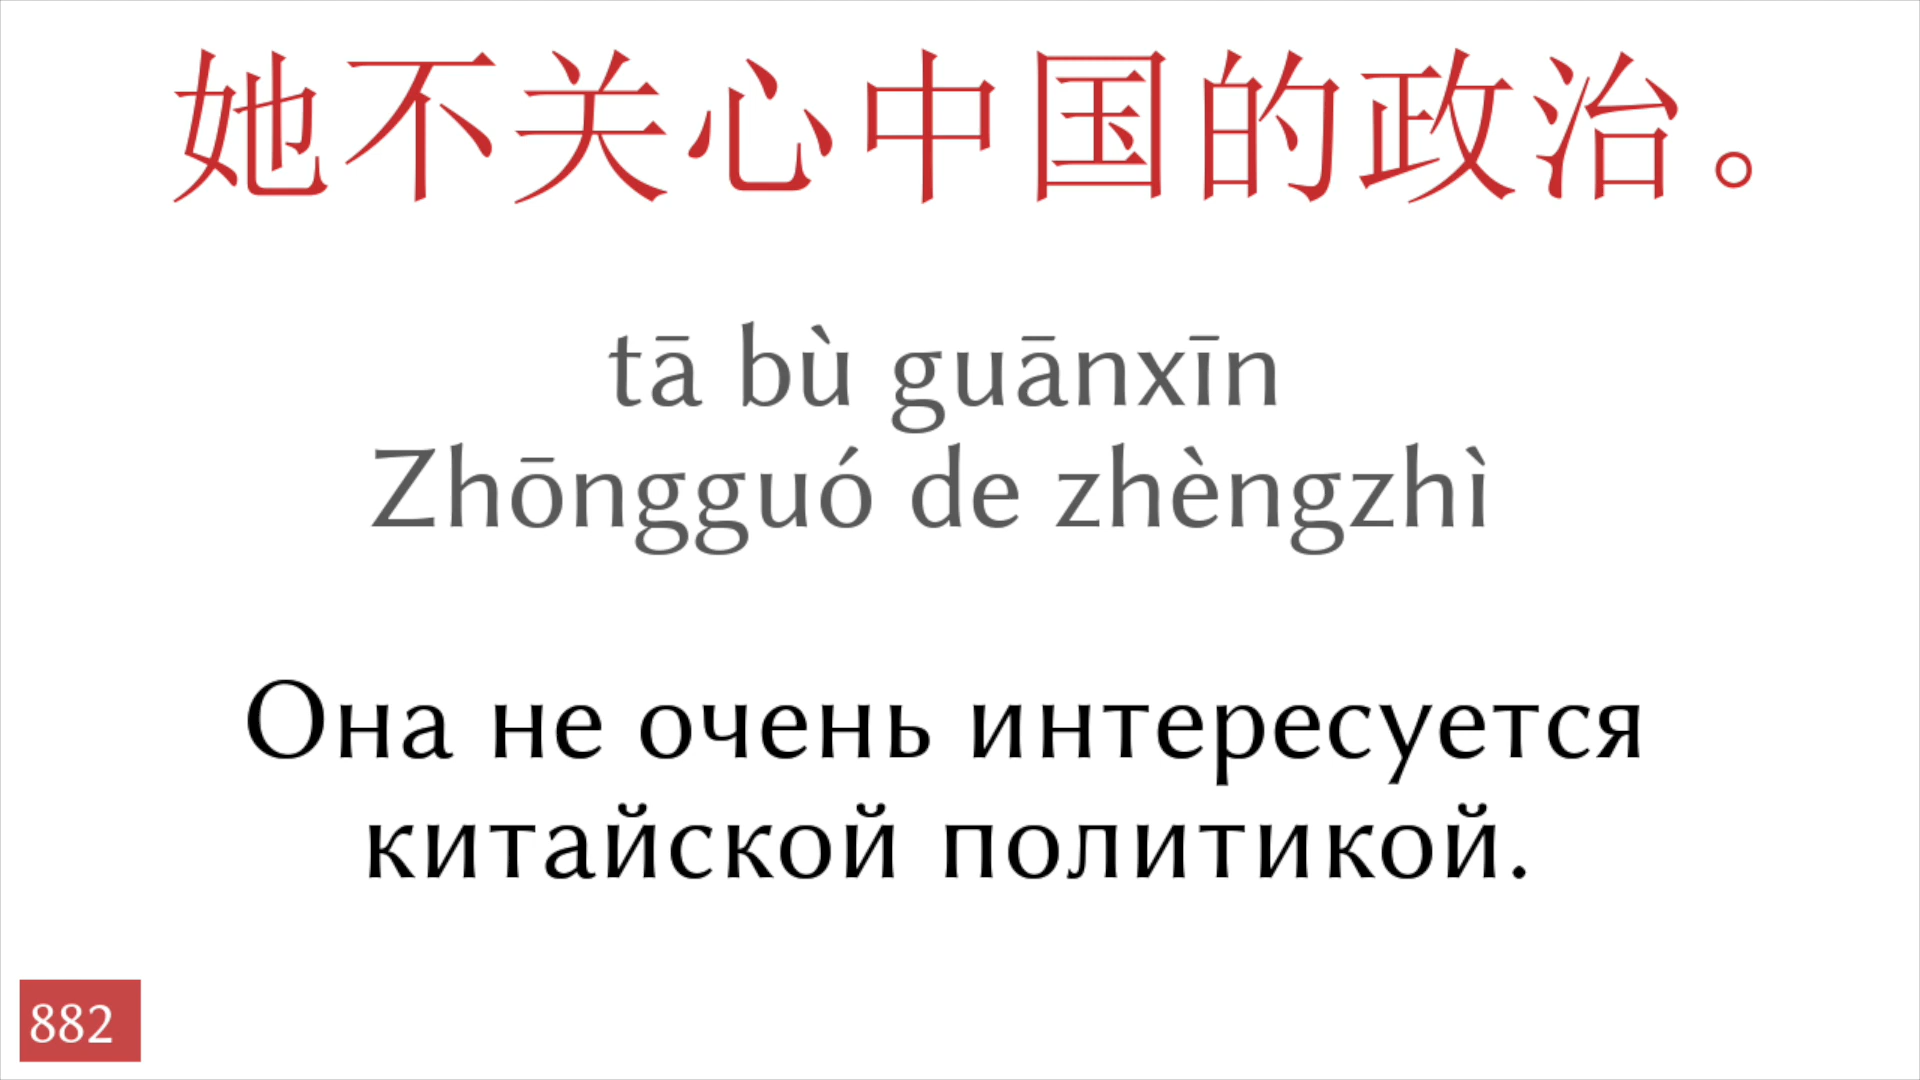 她不关心中国的政治。
tā bù guānxīn
Zhōngguó de zhèngzhì
Она не очень интересуется
китайской политикой.
882